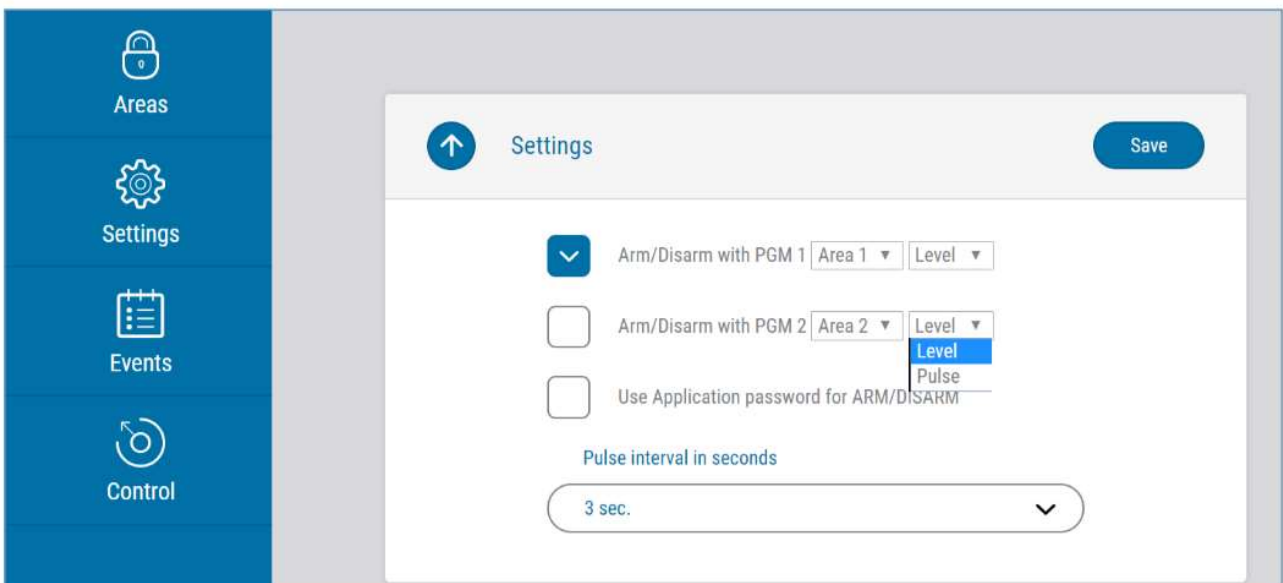 Areas
Settings
Events
Control
Settings
Save
Arm/Disarm with PGM 1 Area 1 Level
Arm/Disarm with PGM 2 Area 2 Level
Level
Pulse
Use Application password for ARM/DISARM
Pulse interval in seconds
3 sec.